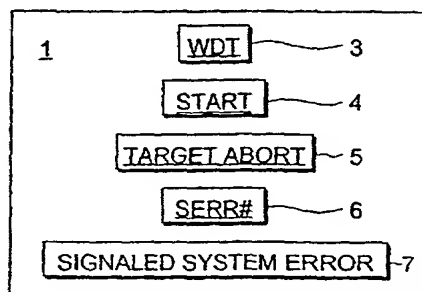 1 WDT 3
START 4
TARGET ABORT 5
SERR# 6
SIGNALED SYSTEM ERROR 7